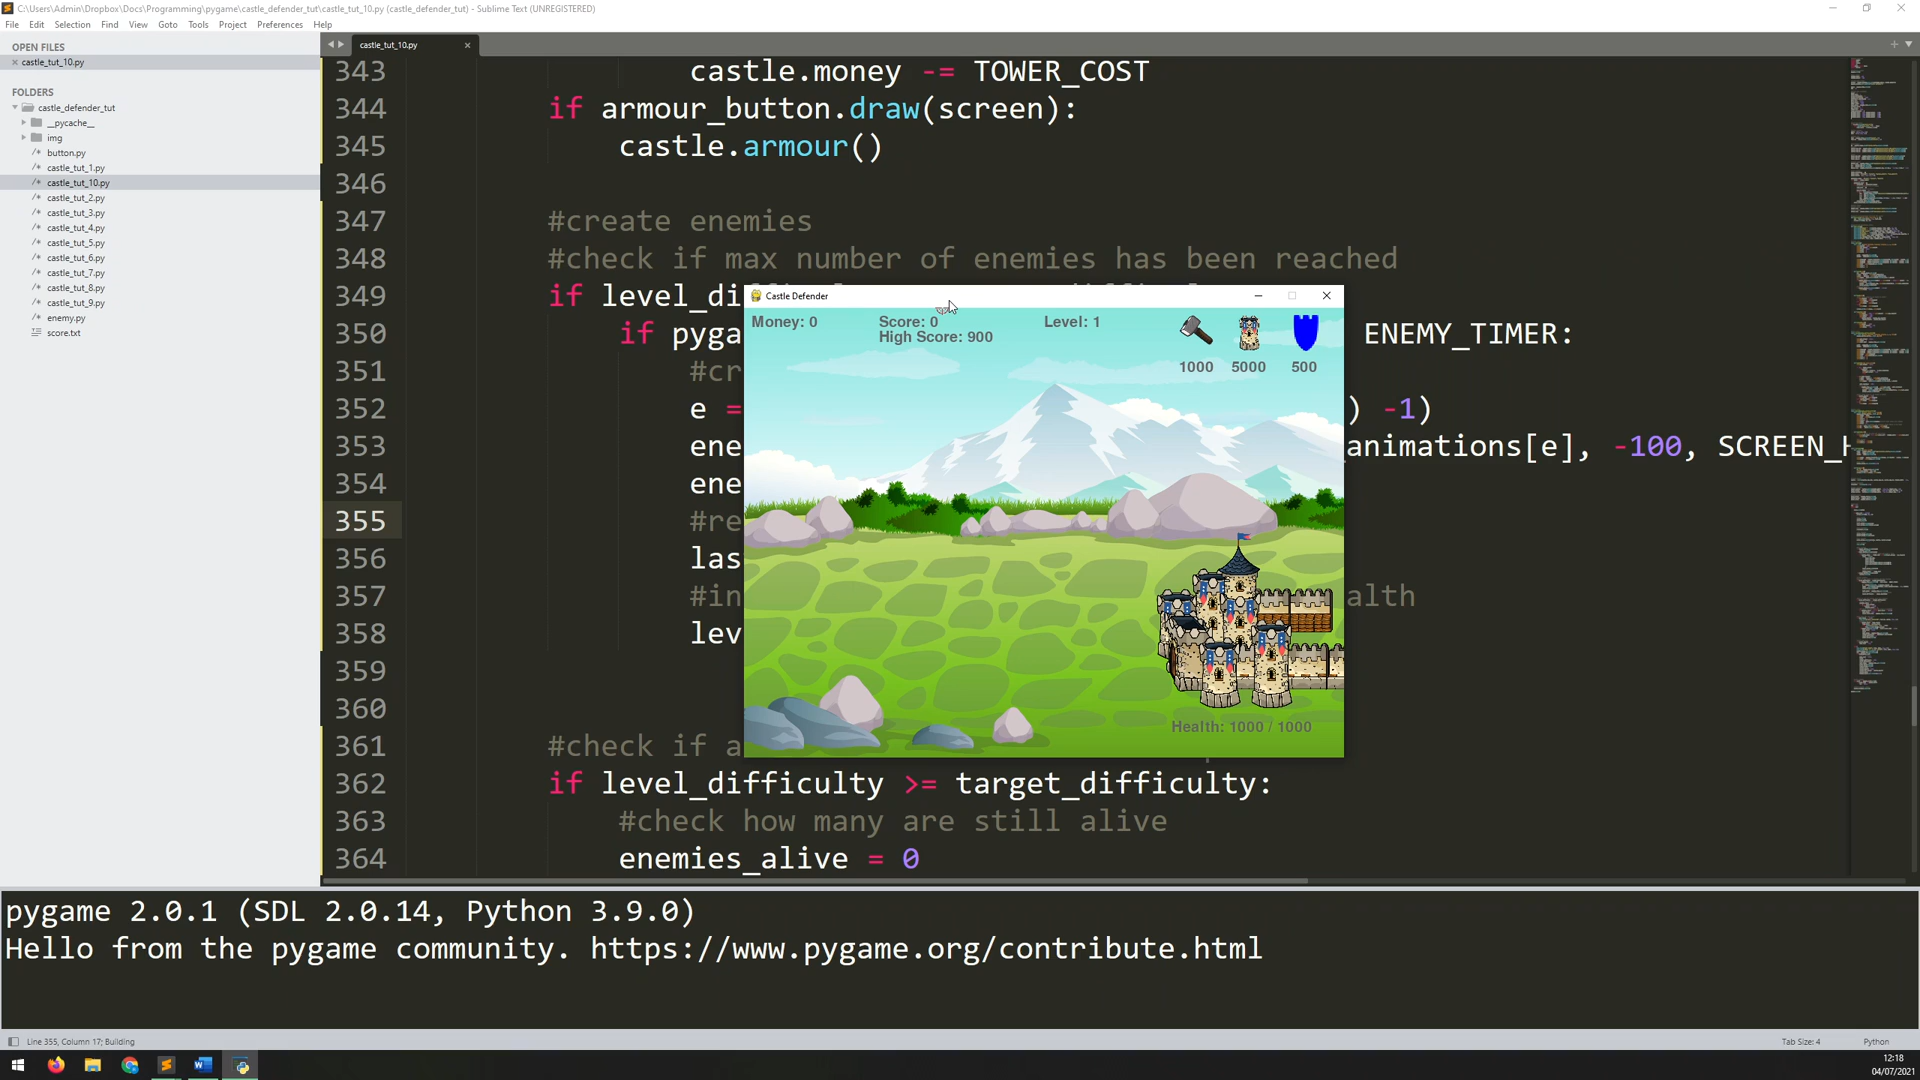 C:\Users\Admin\Dropbox\Docs\Programming\pygame\castle_defender_tut\castle_tut_10.py (castle_defender_tut) - Sublime Text (UNREGISTERED)
File Edit Selection Find View Goto Tools Project Preferences Help
OPEN FILES
castle_tut_10.py
FOLDERS
castle_defender_tut
__pycache__
img
button.py
castle_tut_1.py
castle_tut_10.py
castle_tut_2.py
castle_tut_3.py
castle_tut_4.py
castle_tut_5.py
castle_tut_6.py
castle_tut_7.py
castle_tut_8.py
castle_tut_9.py
enemy.py
score.txt
castle_tut_10.py
343 castle.money -= TOWER_COST
344 if armour_button.draw(screen):
345 castle.armour()
346
347 #create enemies
348 #check if max number of enemies has been reached
349 if level_di
350 if pyga ENEMY_TIMER:
351 #cr
352 e = ) -1)
353 ene animations[e], -100, SCREEN_H
354 ene
355 #re
356 las
357 #in alth
358 lev
359
360
361 #check if a
362 if level_difficulty >= target_difficulty:
363 #check how many are still alive
364 enemies_alive = 0
Castle Defender
Money: 0 Score: 0 Level: 1
High Score: 900
1000 5000 500
Health: 1000 / 1000
pygame 2.0.1 (SDL 2.0.14, Python 3.9.0)
Hello from the pygame community. https://www.pygame.org/contribute.html
Line 355, Column 17; Building Tab Size: 4 Python
12:18
04/07/2021